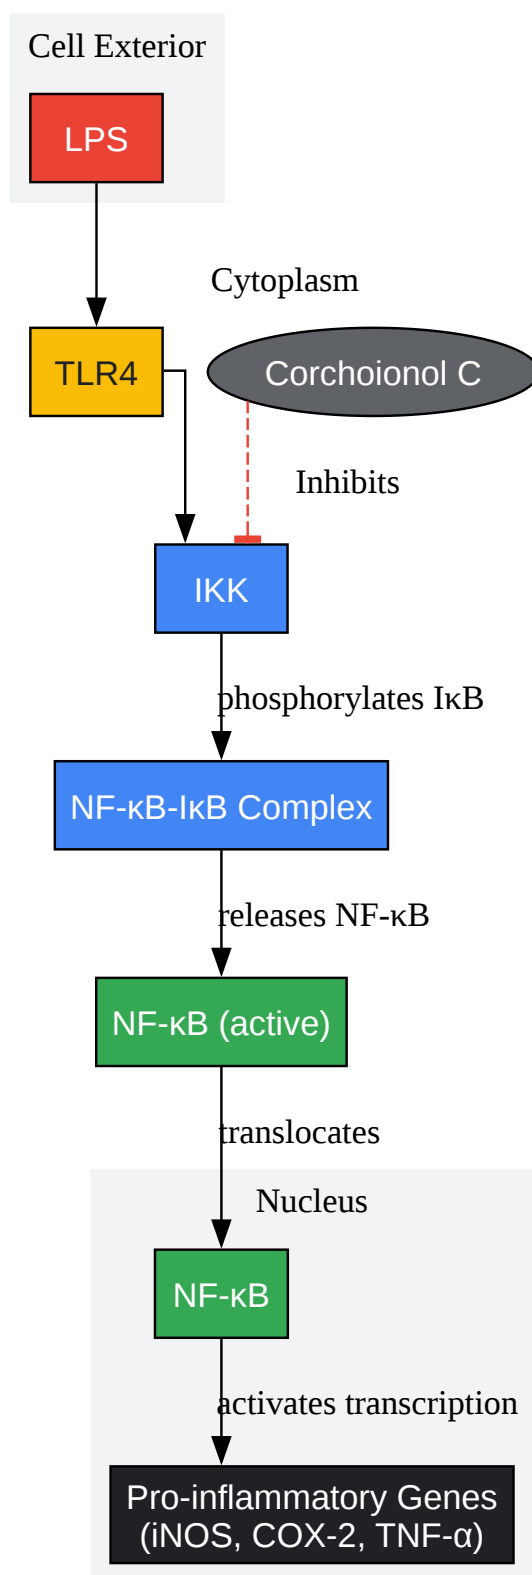 Cell Exterior
LPS
Cytoplasm
TLR4
Corchoionol C
Inhibits
IKK
phosphorylates IκB
NF-κB-IκB Complex
releases NF-κB
NF-κB (active)
translocates
Nucleus
NF-κB
activates transcription
Pro-inflammatory Genes
(iNOS, COX-2, TNF-α)